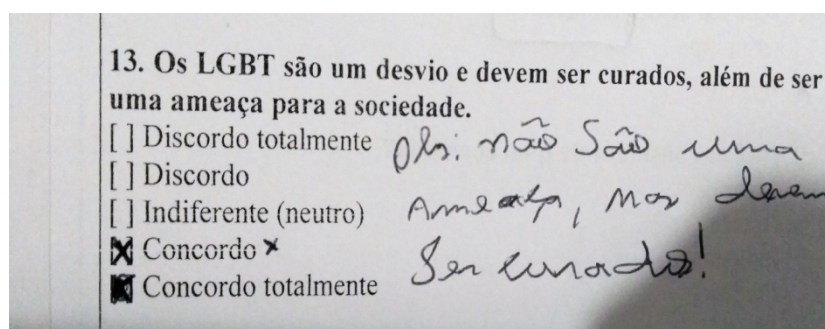 13. Os LGBT são um desvio e devem ser curados, além de ser
uma ameaça para a sociedade.
[ ] Discordo totalmente
[ ] Discordo
[ ] Indiferente (neutro)
[X] Concordo x
[X] Concordo totalmente
Obs: não São uma
Ameaça, mas devem
Ser curados!